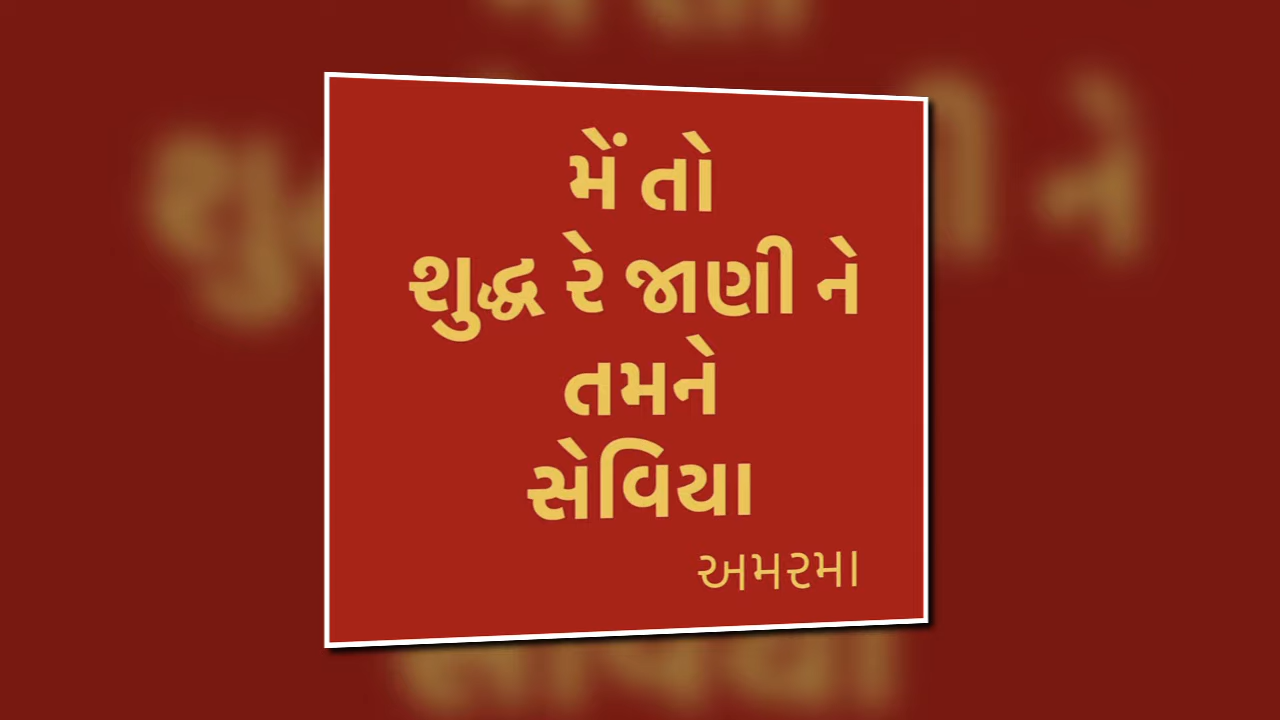 મેં તો
શુદ્ધ રે જાણી ને
તમને
સેવિયા
અમરમા